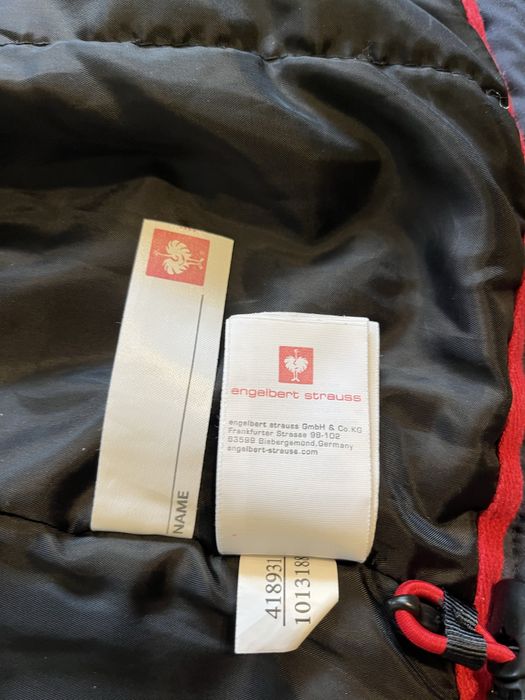 NAME
engelbert strauss
engelbert strauss GmbH & Co.KG
Frankfurter Strasse 98-102
63599 Biebergemünd,Germany
engelbert-strauss.com
418931
1013188